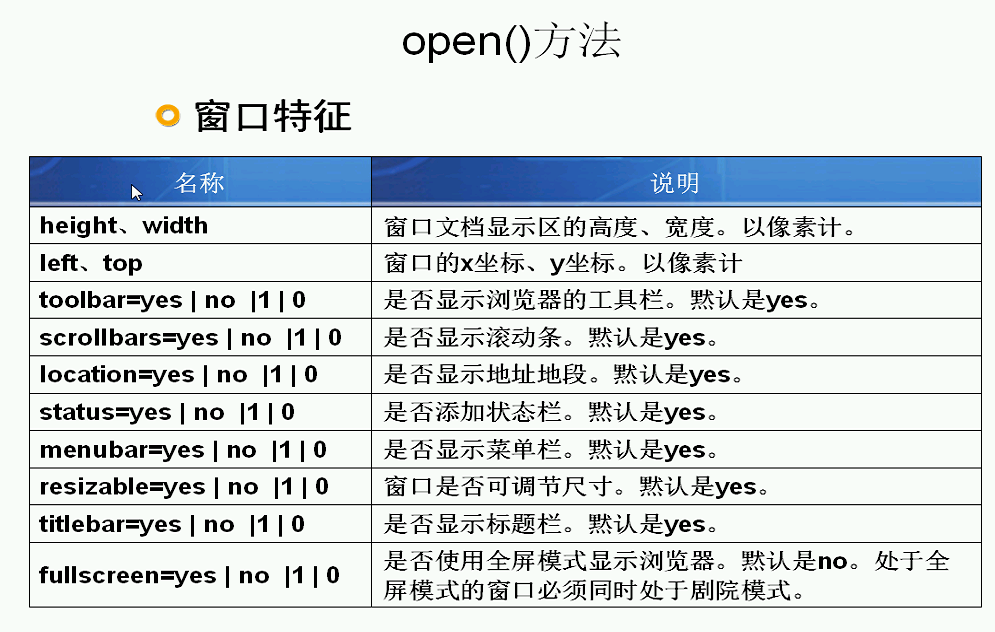 open()方法
窗口特征
名称 说明
height、width 窗口文档显示区的高度、宽度。以像素计。
left、top 窗口的x坐标、y坐标。以像素计
toolbar=yes | no |1 | 0 是否显示浏览器的工具栏。默认是yes。
scrollbars=yes | no |1 | 0 是否显示滚动条。默认是yes。
location=yes | no |1 | 0 是否显示地址地段。默认是yes。
status=yes | no |1 | 0 是否添加状态栏。默认是yes。
menubar=yes | no |1 | 0 是否显示菜单栏。默认是yes。
resizable=yes | no |1 | 0 窗口是否可调节尺寸。默认是yes。
titlebar=yes | no |1 | 0 是否显示标题栏。默认是yes。
fullscreen=yes | no |1 | 0 是否使用全屏模式显示浏览器。默认是no。处于全
屏模式的窗口必须同时处于剧院模式。